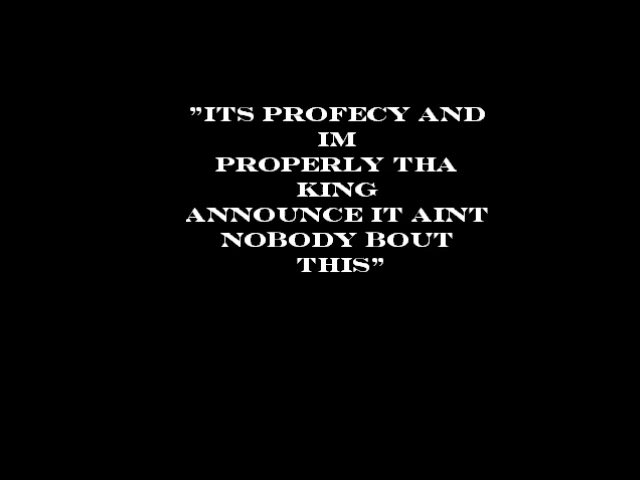 "ITS PROFECY AND
IM
PROPERLY THA
KING
ANNOUNCE IT AINT
NOBODY BOUT
THIS"